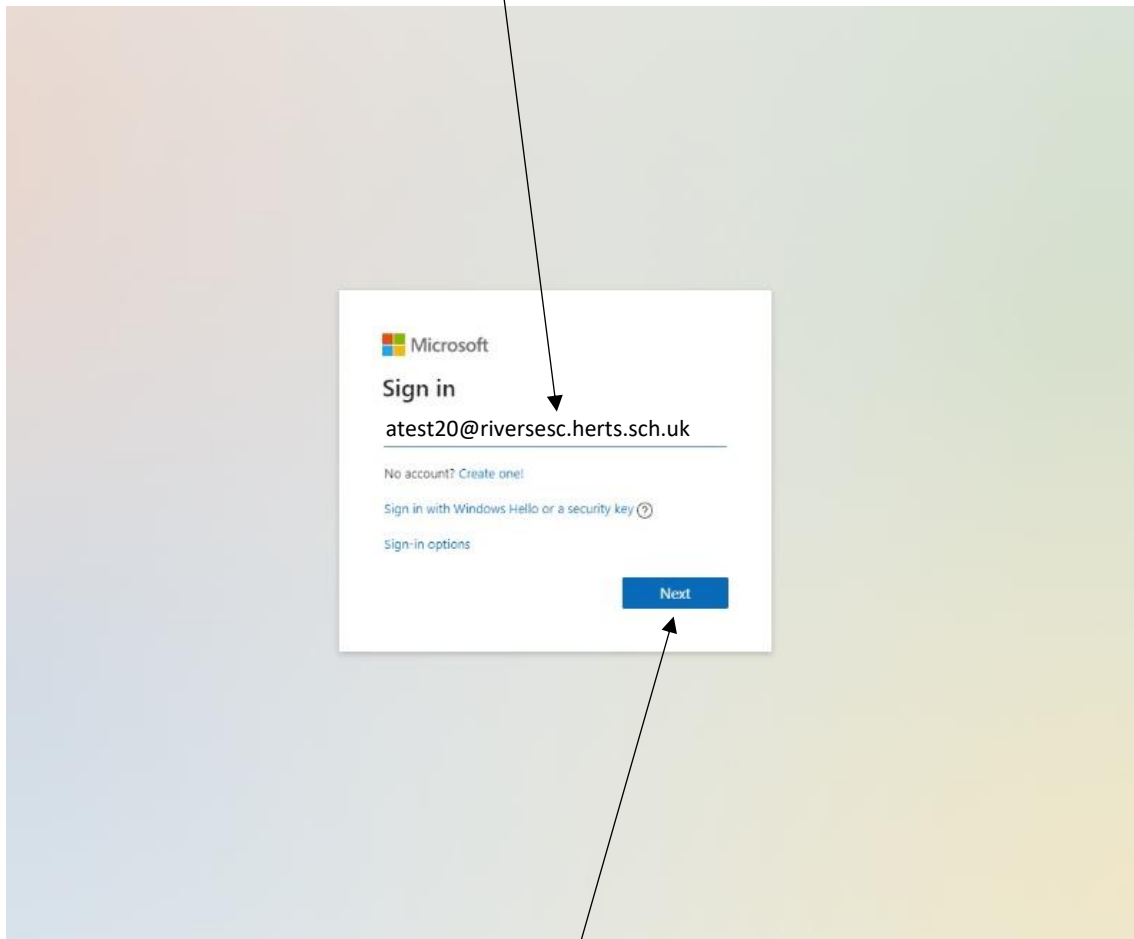 Microsoft
Sign in
atest20@riversesc.herts.sch.uk
No account? Create one!
Sign in with Windows Hello or a security key ?
Sign-in options
Next